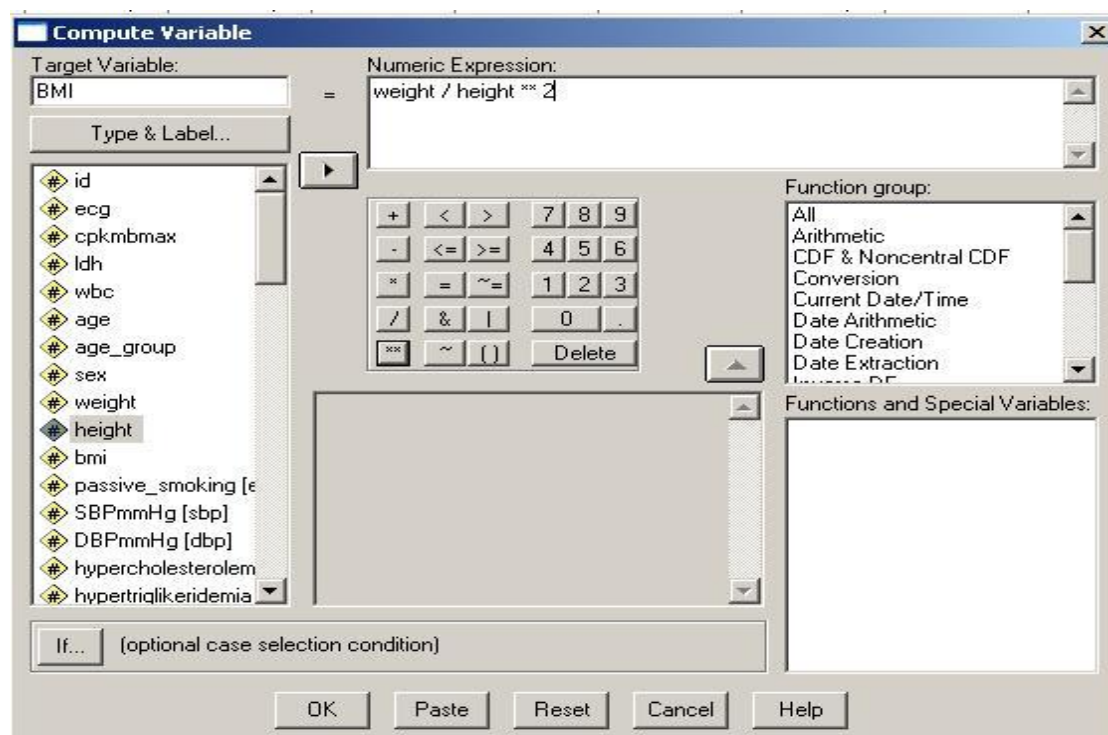 Compute Variable
Target Variable:
BMI
=
Numeric Expression:
weight / height ** 2
Type & Label...
id
ecg
cpkmbmax
ldh
wbc
age
age_group
sex
weight
height
bmi
passive_smoking [e
SBPmmHg [sbp]
DBPmmHg [dbp]
hypercholesterolem
hypertriglikeridemia
+ < > 7 8 9
- <= >= 4 5 6
* = ~= 1 2 3
/ & | 0 .
** ~ () Delete
Function group:
All
Arithmetic
CDF & Noncentral CDF
Conversion
Current Date/Time
Date Arithmetic
Date Creation
Date Extraction
Functions and Special Variables:
If... (optional case selection condition)
OK Paste Reset Cancel Help